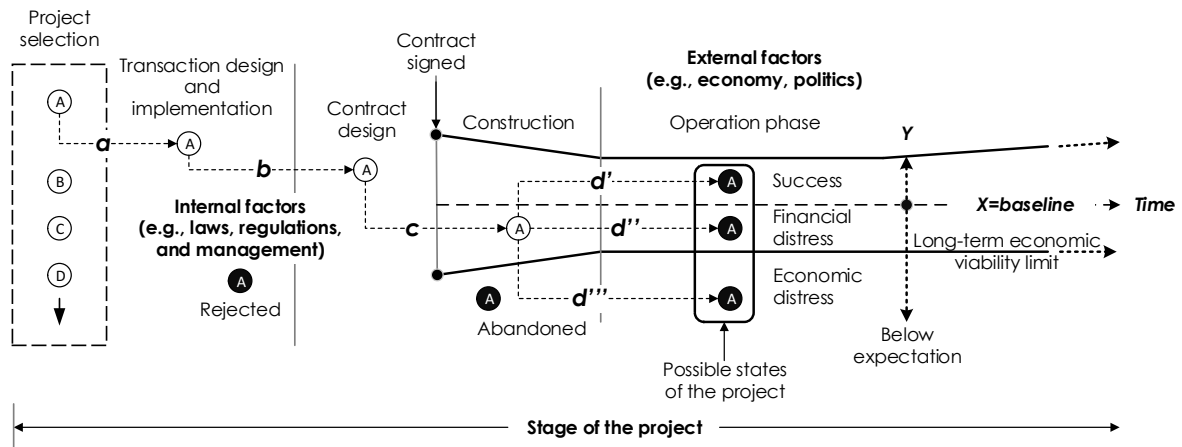 Project
selection
A
B
C
D
a
Transaction design
and
implementation
A
b
Internal factors
(e.g., laws, regulations,
and management)
A
Rejected
Contract
design
A
c
Contract
signed
Construction
A
A
Abandoned
External factors
(e.g., economy, politics)
Operation phase
d'
d''
d'''
A
A
A
Success
Financial
distress
Economic
distress
Possible states
of the project
Y
X=baseline
Time
Long-term economic
viability limit
Below
expectation
Stage of the project